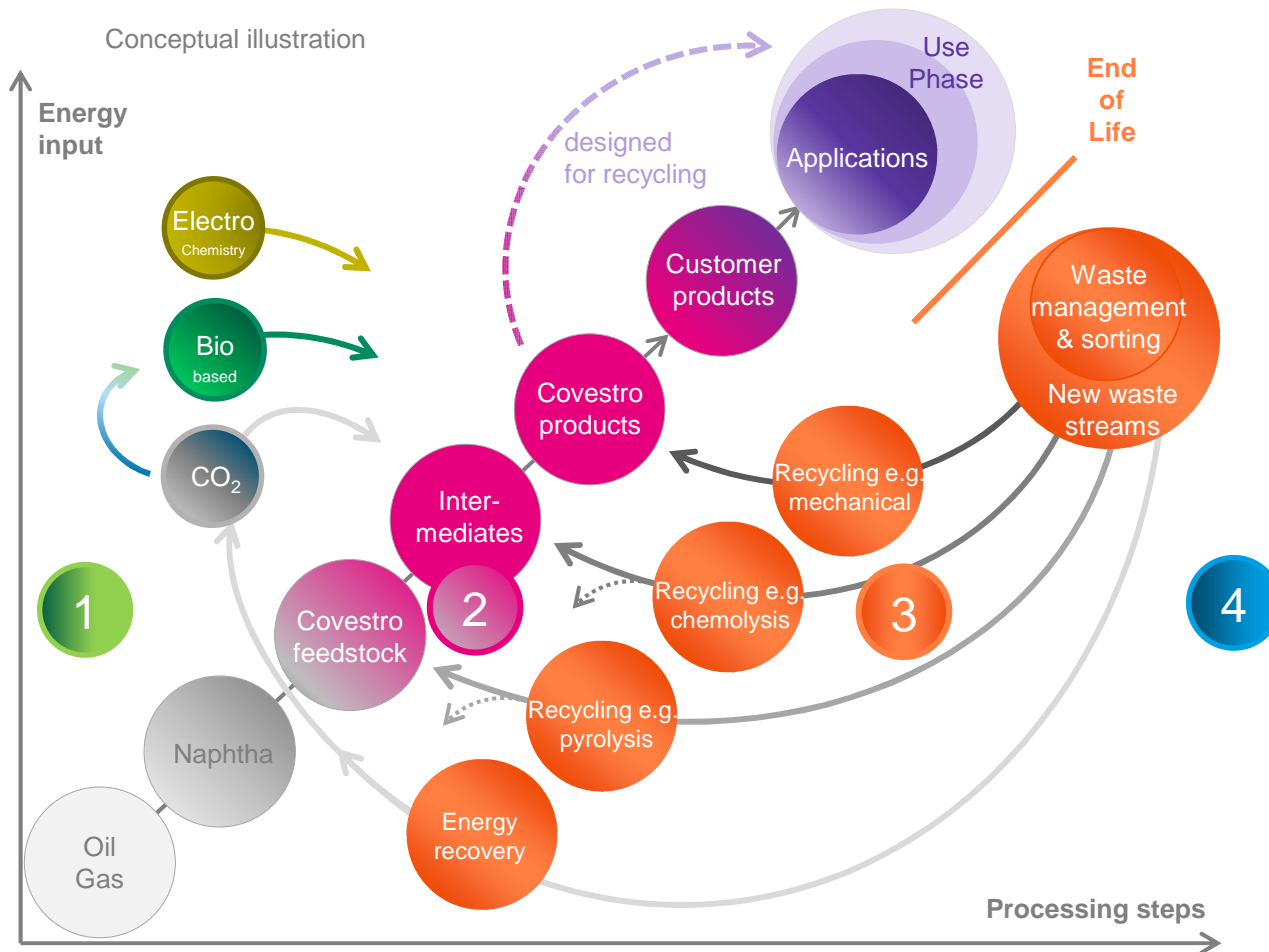 Conceptual illustration
Energy
input
Use
Phase
End
of
Life
designed
for recycling
Applications
Electro
Chemistry
Customer
products
Waste
management
& sorting
New waste
streams
Bio
based
Covestro
products
CO₂
Recycling e.g.
mechanical
Inter-
mediates
Recycling e.g.
chemolysis
1
2
3
4
Covestro
feedstock
Recycling e.g.
pyrolysis
Naphtha
Energy
recovery
Oil
Gas
Processing steps